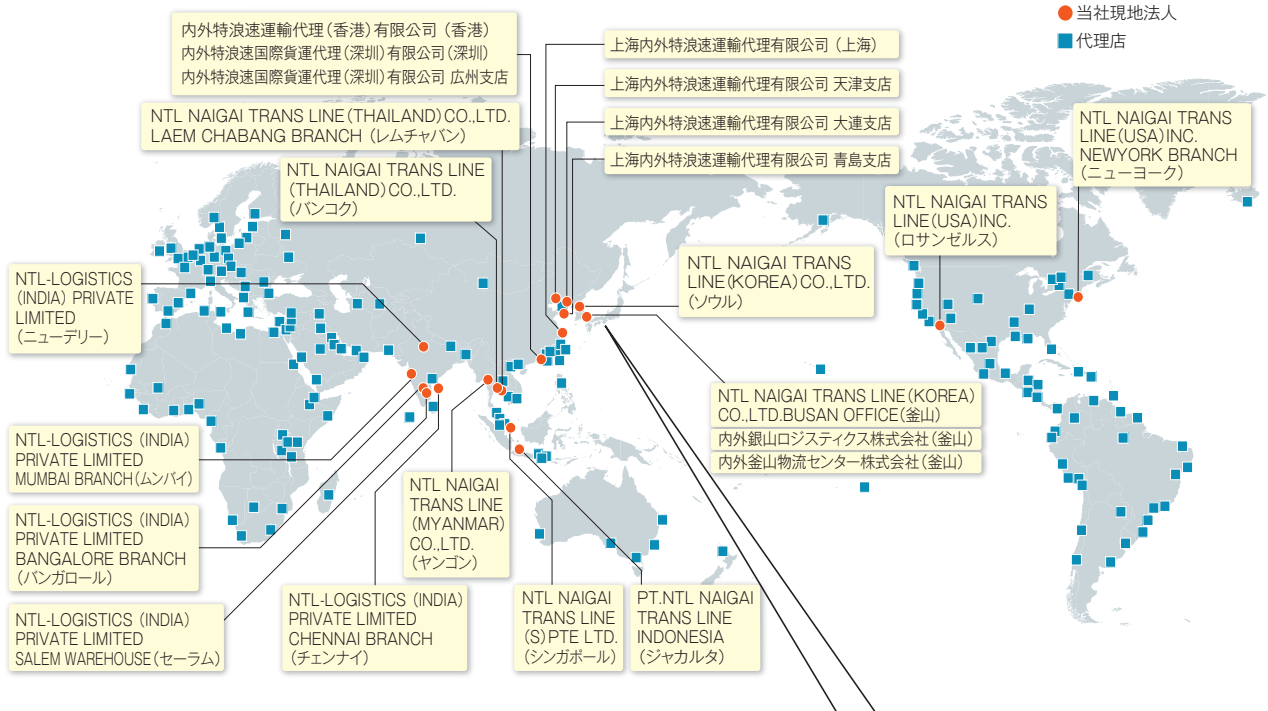 当社現地法人
代理店
内外特浪速運輸代理(香港)有限公司(香港)
内外特浪速国際貨運代理(深圳)有限公司(深圳)
内外特浪速国際貨運代理(深圳)有限公司 広州支店
上海内外特浪速運輸代理有限公司(上海)
上海内外特浪速運輸代理有限公司 天津支店
上海内外特浪速運輸代理有限公司 大連支店
上海内外特浪速運輸代理有限公司 青島支店
NTL NAIGAI TRANS LINE(THAILAND)CO.,LTD.
LAEM CHABANG BRANCH(レムチャバン)
NTL NAIGAI TRANS LINE
(THAILAND)CO.,LTD.
(バンコク)
NTL NAIGAI TRANS
LINE(USA)INC.
NEWYORK BRANCH
(ニューヨーク)
NTL NAIGAI TRANS
LINE(USA)INC.
(ロサンゼルス)
NTL NAIGAI TRANS
LINE(KOREA)CO.,LTD.
(ソウル)
NTL-LOGISTICS
(INDIA) PRIVATE
LIMITED
(ニューデリー)
NTL NAIGAI TRANS LINE(KOREA)
CO.,LTD.BUSAN OFFICE(釜山)
内外銀山ロジスティクス株式会社(釜山)
内外釜山物流センター株式会社(釜山)
NTL-LOGISTICS (INDIA)
PRIVATE LIMITED
MUMBAI BRANCH(ムンバイ)
NTL-LOGISTICS (INDIA)
PRIVATE LIMITED
BANGALORE BRANCH
(バンガロール)
NTL-LOGISTICS (INDIA)
PRIVATE LIMITED
SALEM WAREHOUSE(セーラム)
NTL-LOGISTICS (INDIA)
PRIVATE LIMITED
CHENNAI BRANCH
(チェンナイ)
NTL NAIGAI
TRANS LINE
(MYANMAR)
CO.,LTD.
(ヤンゴン)
NTL NAIGAI
TRANS LINE
(S)PTE LTD.
(シンガポール)
PT.NTL NAIGAI
TRANS LINE
INDONESIA
(ジャカルタ)